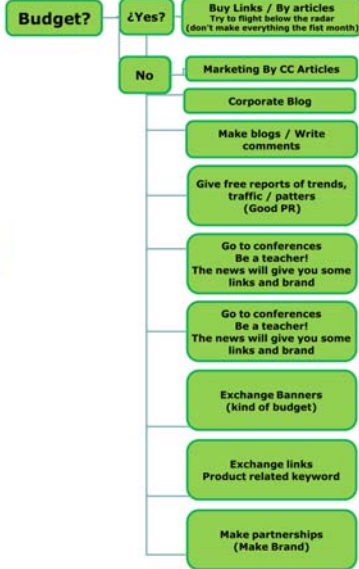 Budget?
¿Yes?
Buy Links / By articles
Try to flight below the radar
(don't make everything the fist month)
No
Marketing By CC Articles
Corporate Blog
Make blogs / Write
comments
Give free reports of trends,
traffic / patters
(Good PR)
Go to conferences
Be a teacher!
The news will give you some
links and brand
Go to conferences
Be a teacher!
The news will give you some
links and brand
Exchange Banners
(kind of budget)
Exchange links
Product related keyword
Make partnerships
(Make Brand)